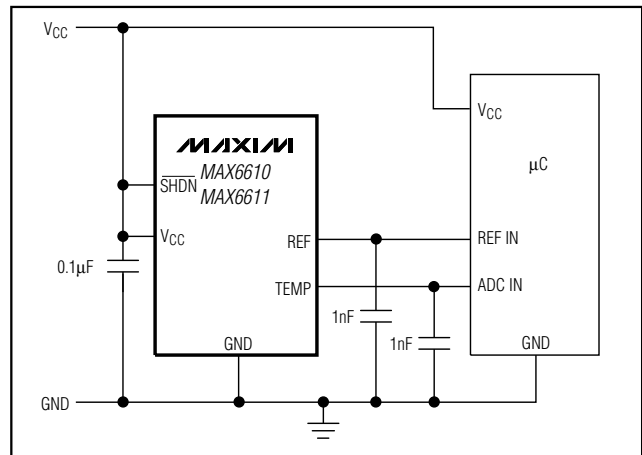 VCC
VCC
µC
MAXIM
MAX6610
MAX6611
SHDN
VCC
REF
REF IN
0.1µF
TEMP
ADC IN
1nF
1nF
GND
GND
GND